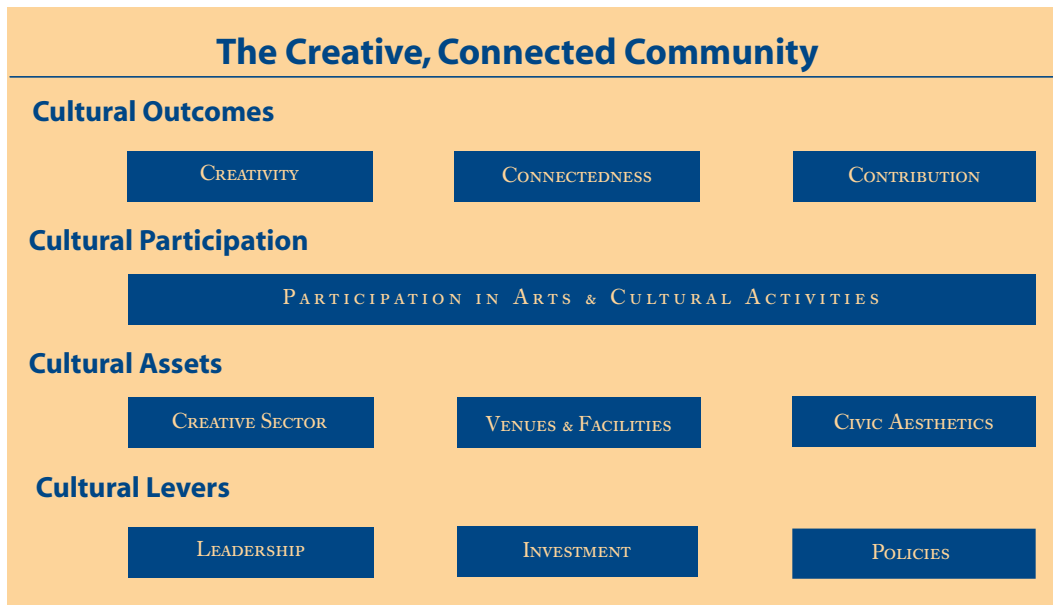 The Creative, Connected Community
Cultural Outcomes
Creativity
Connectedness
Contribution
Cultural Participation
Participation in Arts & Cultural Activities
Cultural Assets
Creative Sector
Venues & Facilities
Civic Aesthetics
Cultural Levers
Leadership
Investment
Policies